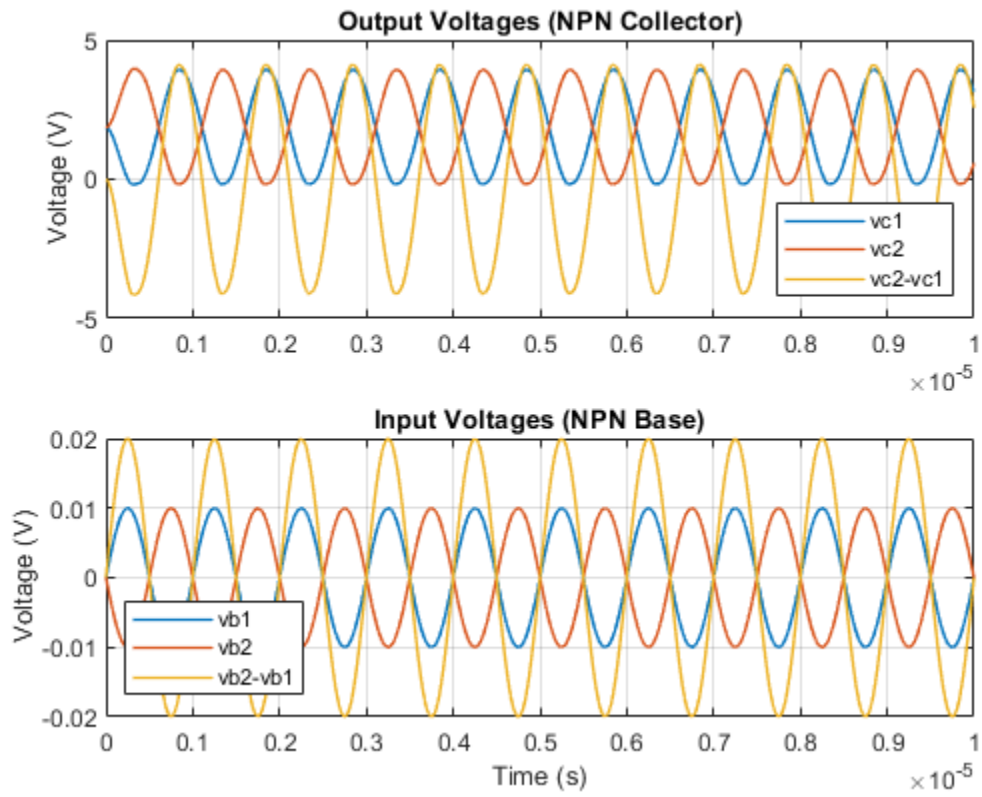 Output Voltages (NPN Collector)
Voltage (V)
5
0
-5
vc1
vc2
vc2-vc1
0 0.1 0.2 0.3 0.4 0.5 0.6 0.7 0.8 0.9 1
×10-5
Input Voltages (NPN Base)
Voltage (V)
0.02
0.01
0
-0.01
-0.02
vb1
vb2
vb2-vb1
0 0.1 0.2 0.3 0.4 0.5 0.6 0.7 0.8 0.9 1
Time (s)
×10-5